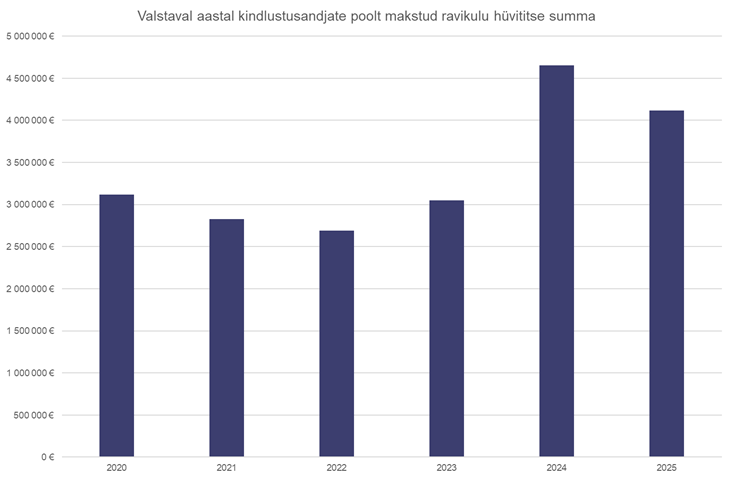 Valstaval aastal kindlustusandjate poolt makstud ravikulu hüvititse summa
5 000 000 €
4 500 000 €
4 000 000 €
3 500 000 €
3 000 000 €
2 500 000 €
2 000 000 €
1 500 000 €
1 000 000 €
500 000 €
0 €
2020 2021 2022 2023 2024 2025